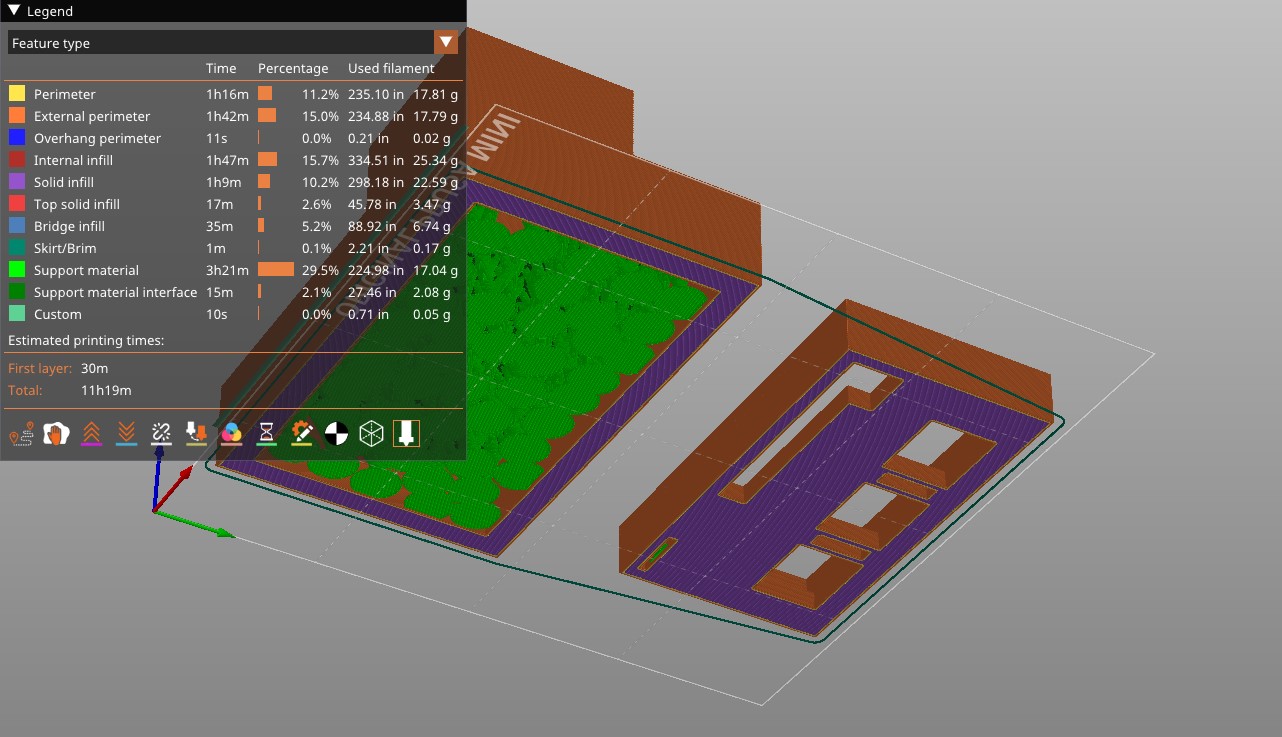 Legend
Feature type
Time Percentage Used filament
Perimeter 1h16m 11.2% 235.10 in 17.81 g
External perimeter 1h42m 15.0% 234.88 in 17.79 g
Overhang perimeter 11s 0.0% 0.21 in 0.02 g
Internal infill 1h47m 15.7% 334.51 in 25.34 g
Solid infill 1h9m 10.2% 298.18 in 22.59 g
Top solid infill 17m 2.6% 45.78 in 3.47 g
Bridge infill 35m 5.2% 88.92 in 6.74 g
Skirt/Brim 1m 0.1% 2.21 in 0.17 g
Support material 3h21m 29.5% 224.98 in 17.04 g
Support material interface 15m 2.1% 27.46 in 2.08 g
Custom 10s 0.0% 0.71 in 0.05 g
Estimated printing times:
First layer: 30m
Total: 11h19m
MINI